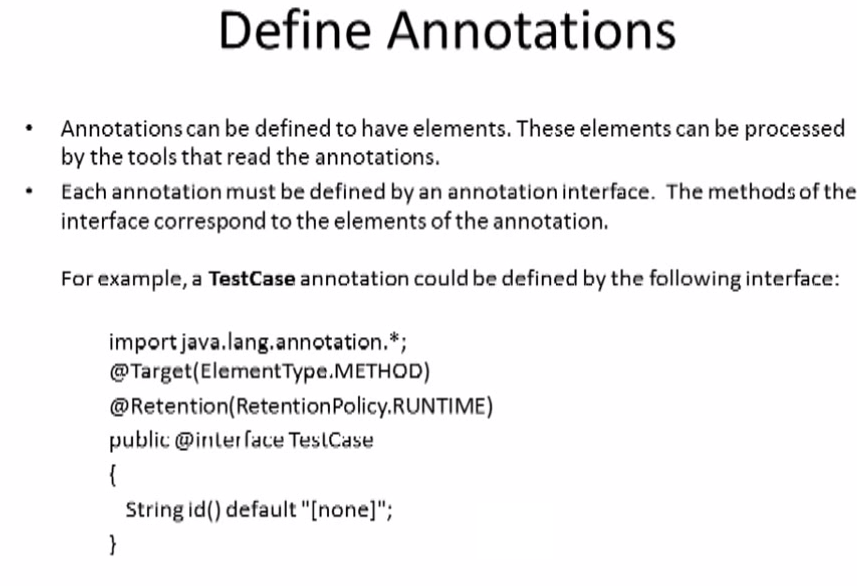 Define Annotations
• Annotations can be defined to have elements. These elements can be processed
by the tools that read the annotations.
• Each annotation must be defined by an annotation interface. The methods of the
interface correspond to the elements of the annotation.
For example, a TestCase annotation could be defined by the following interface:
import java.lang.annotation.*;
@Target(ElementType.METHOD)
@Retention(RetentionPolicy.RUNTIME)
public @interface TestCase
{
String id() default "[none]";
}